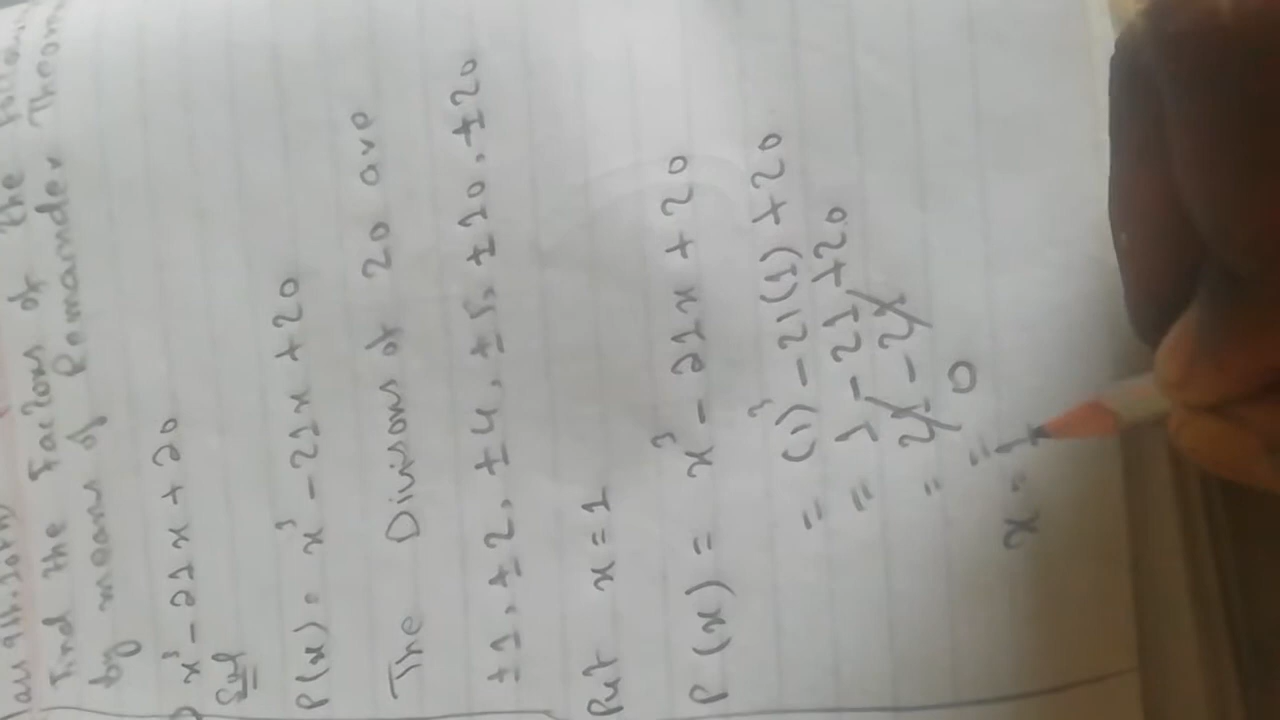 Find the Factors of the
by means of Remainder Theorem
x³ - 21x + 20
Sol
P(x) = x³ - 21x + 20
The Divisors of 20 are
±1, ±2, ±4, ±5, ±10, ±20
Put x = 1
P(x) = x³ - 21x + 20
= (1)³ - 21(1) + 20
= 1 - 21 + 20
= 21 - 21
= 0
x - 1